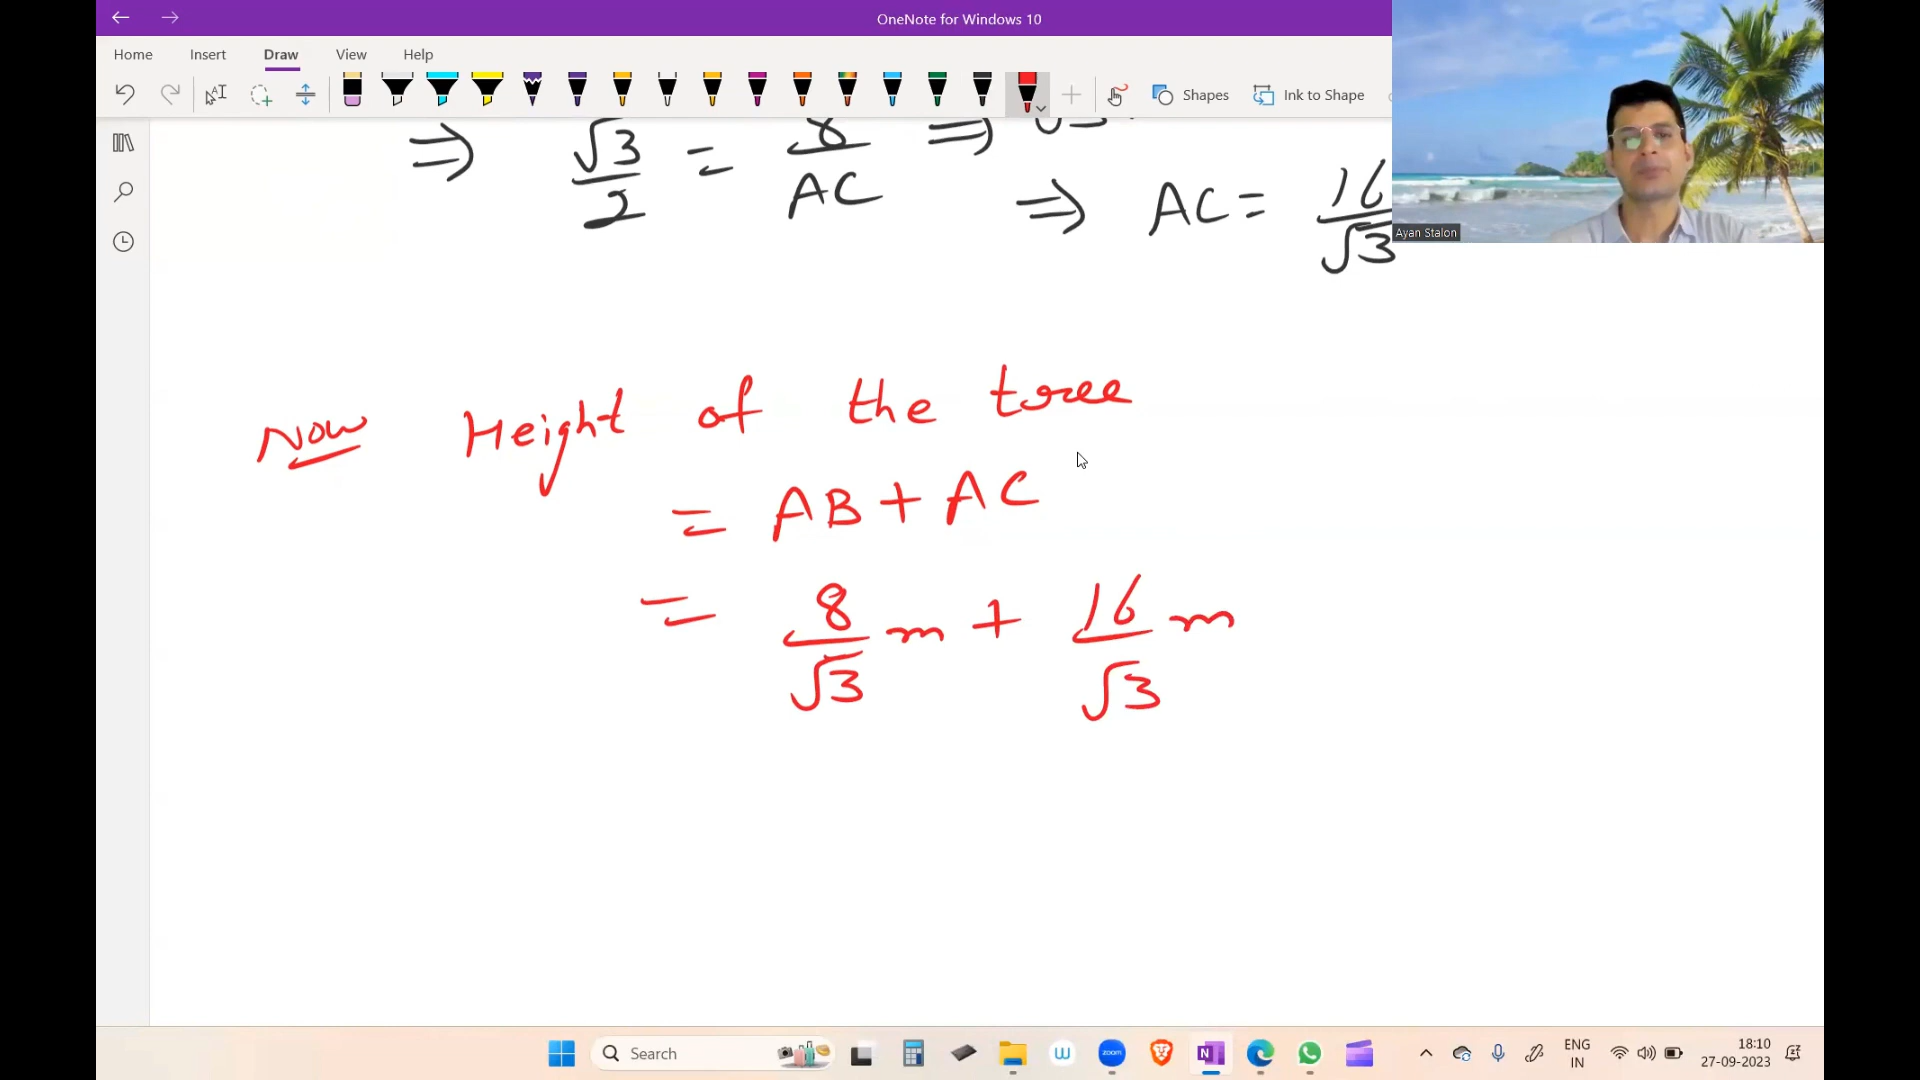 OneNote for Windows 10
Home Insert Draw View Help
Shapes Ink to Shape
Ayan Stalon
⇒ √3/2 = 8/AC ⇒
⇒ AC = 16/√3
Now Height of the tree
= AB + AC
= 8/√3 m + 16/√3 m
Search
W
zoom
ENG
IN
18:10
27-09-2023